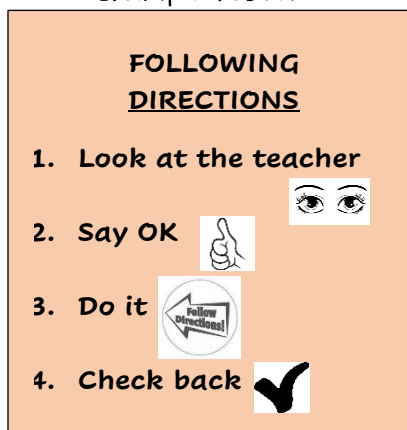 FOLLOWING
DIRECTIONS
1. Look at the teacher
2. Say OK
3. Do it
Follow
Directions!
4. Check back